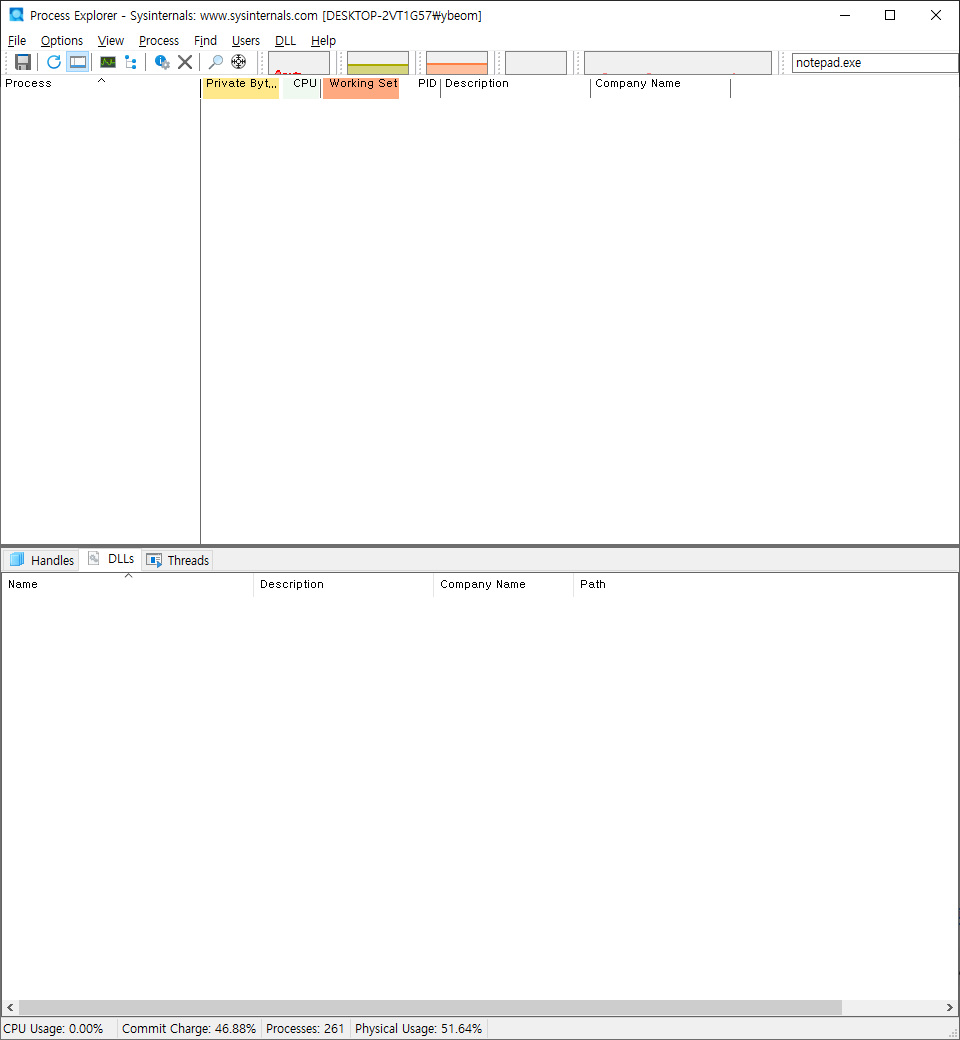 Process Explorer - Sysinternals: www.sysinternals.com [DESKTOP-2VT1G57₩ybeom]
File Options View Process Find Users DLL Help
notepad.exe
Process Private Byt... CPU Working Set PID Description Company Name
Handles DLLs Threads
Name Description Company Name Path
CPU Usage: 0.00% Commit Charge: 46.88% Processes: 261 Physical Usage: 51.64%